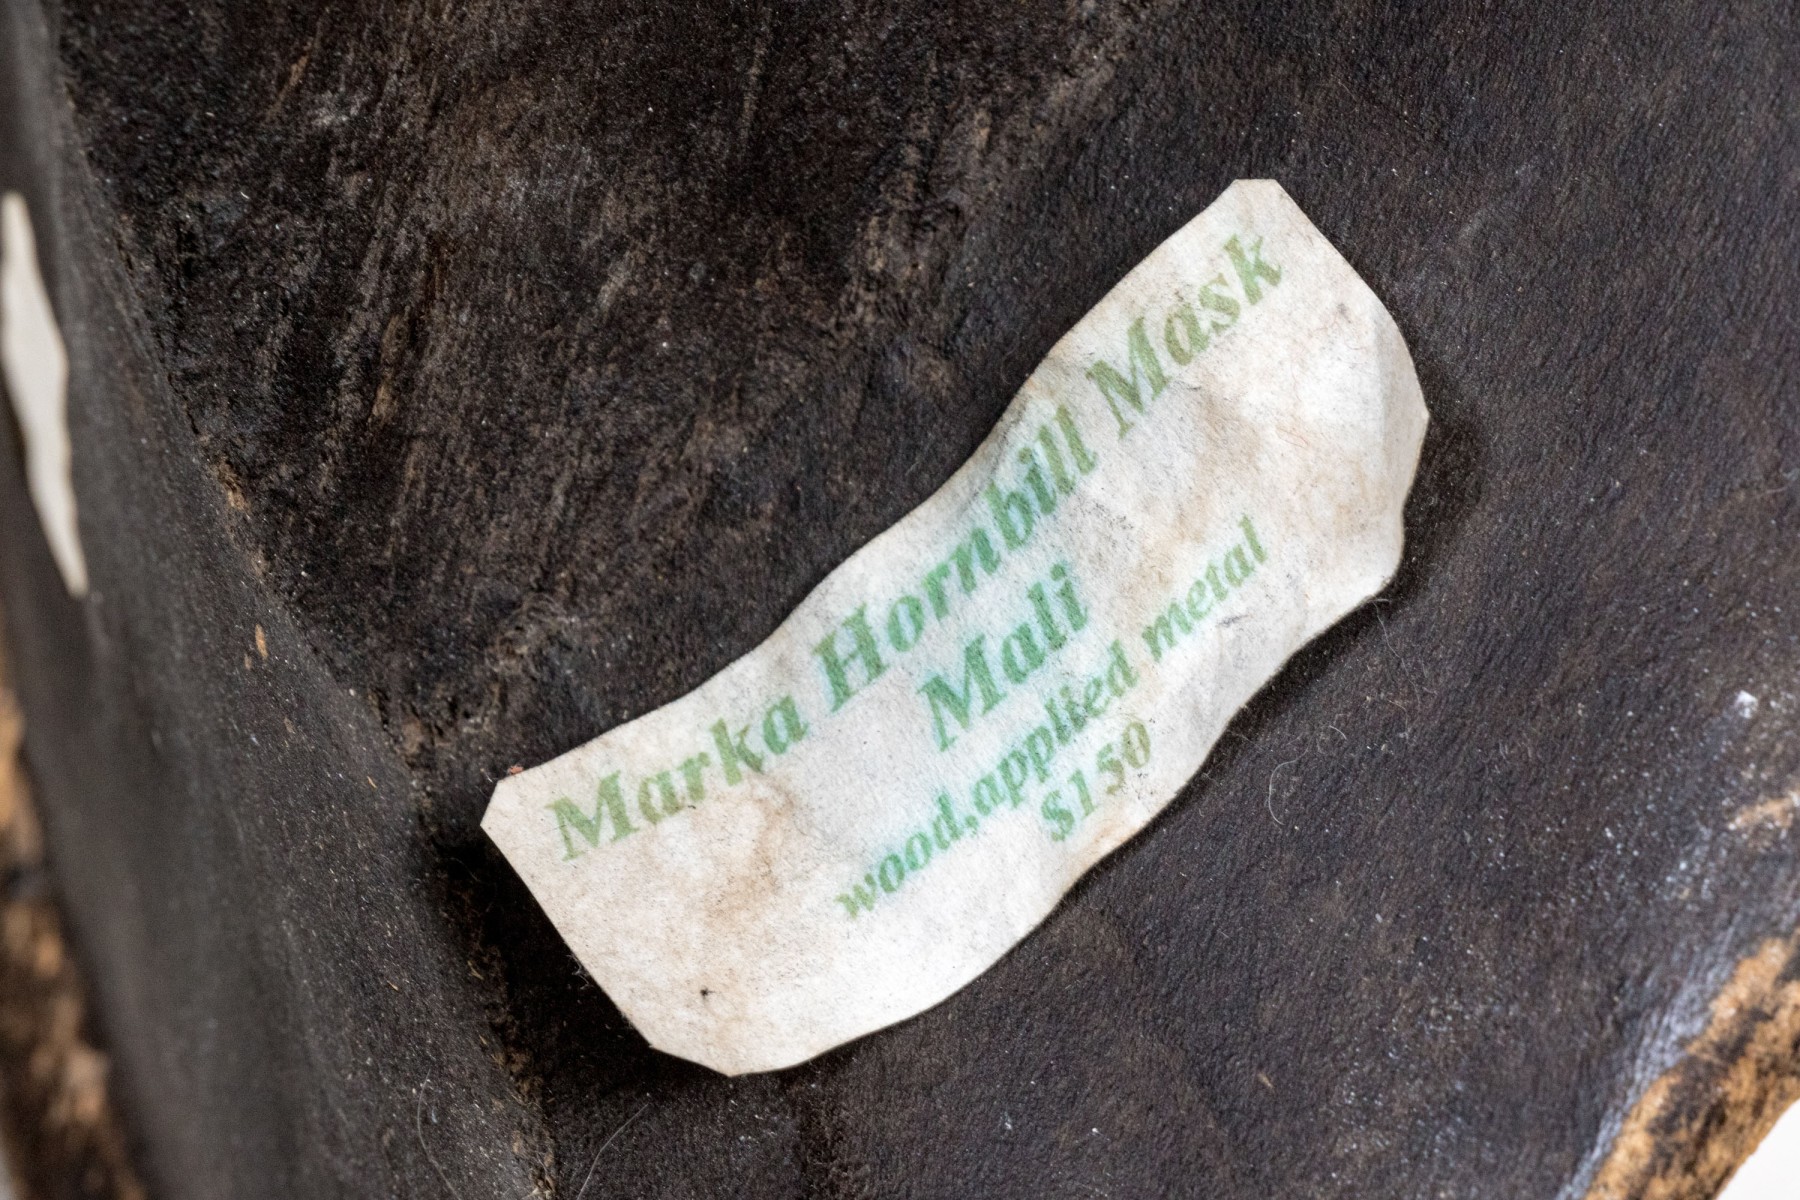 Marka Hornbill Mask
Mali
wood,applied metal
$150